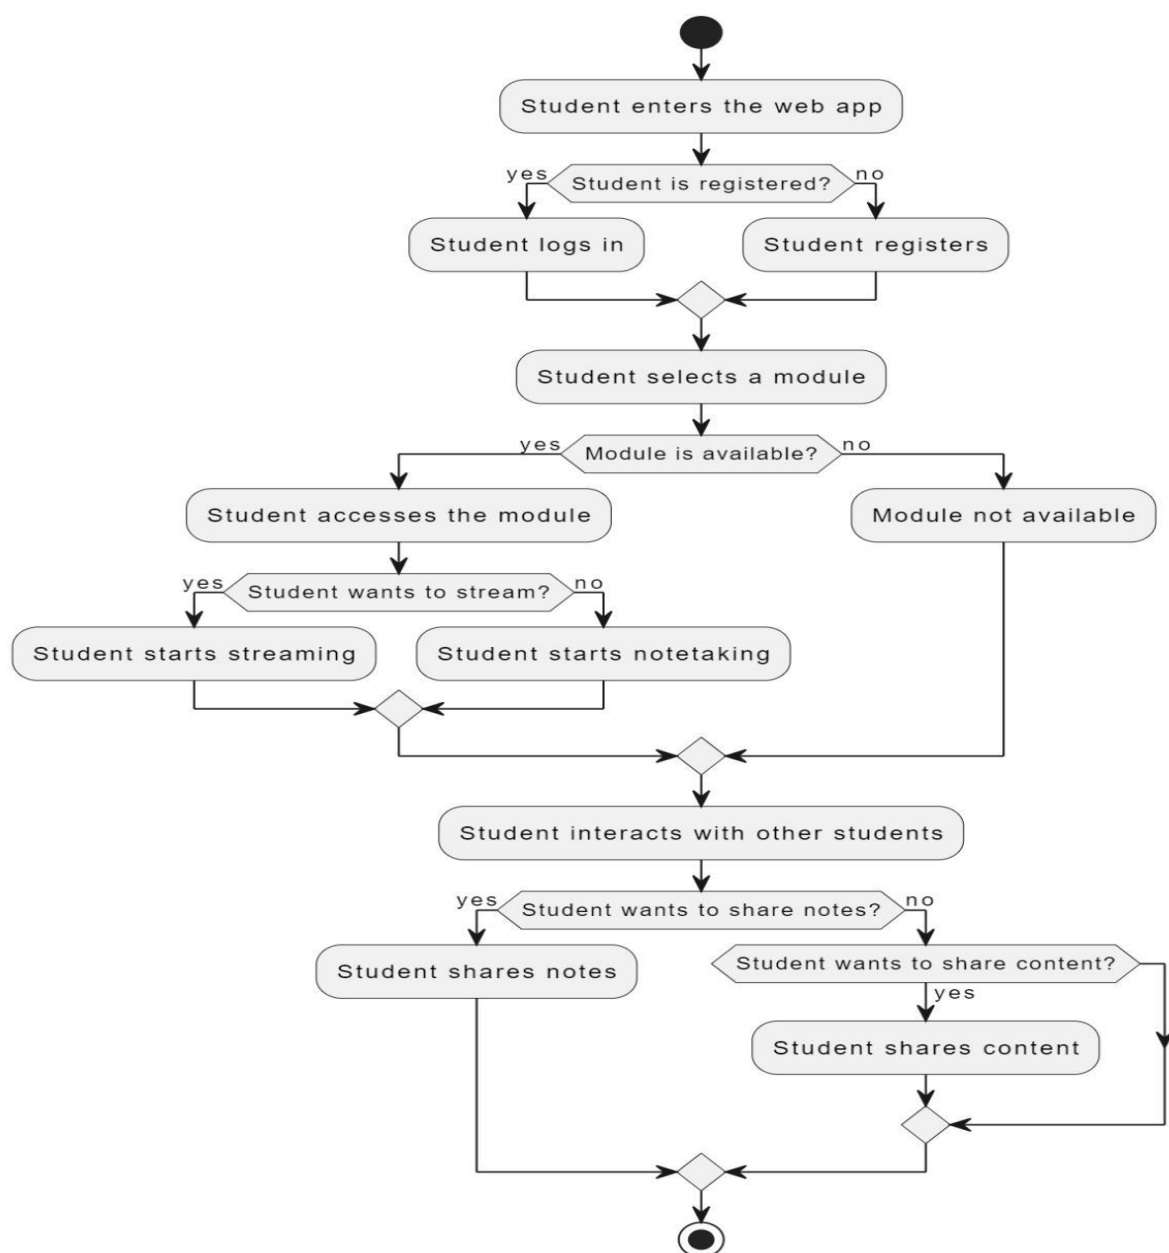 Student enters the web app
yes
Student is registered?
no
Student logs in
Student registers
Student selects a module
yes
Module is available?
no
Student accesses the module
Module not available
yes
Student wants to stream?
no
Student starts streaming
Student starts notetaking
Student interacts with other students
yes
Student wants to share notes?
no
Student shares notes
Student wants to share content?
yes
Student shares content